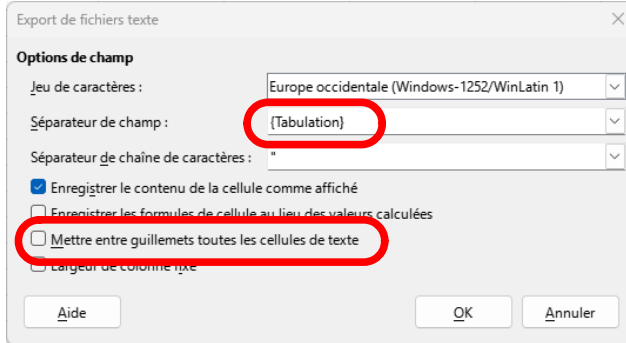 Export de fichiers texte
Options de champ
Jeu de caractères : Europe occidentale (Windows-1252/WinLatin 1)
Séparateur de champ : {Tabulation}
Séparateur de chaîne de caractères : "
Enregistrer le contenu de la cellule comme affiché
Enregistrer les formules de cellule au lieu des valeurs calculées
Mettre entre guillemets toutes les cellules de texte
Largeur de colonne fixe
Aide OK Annuler